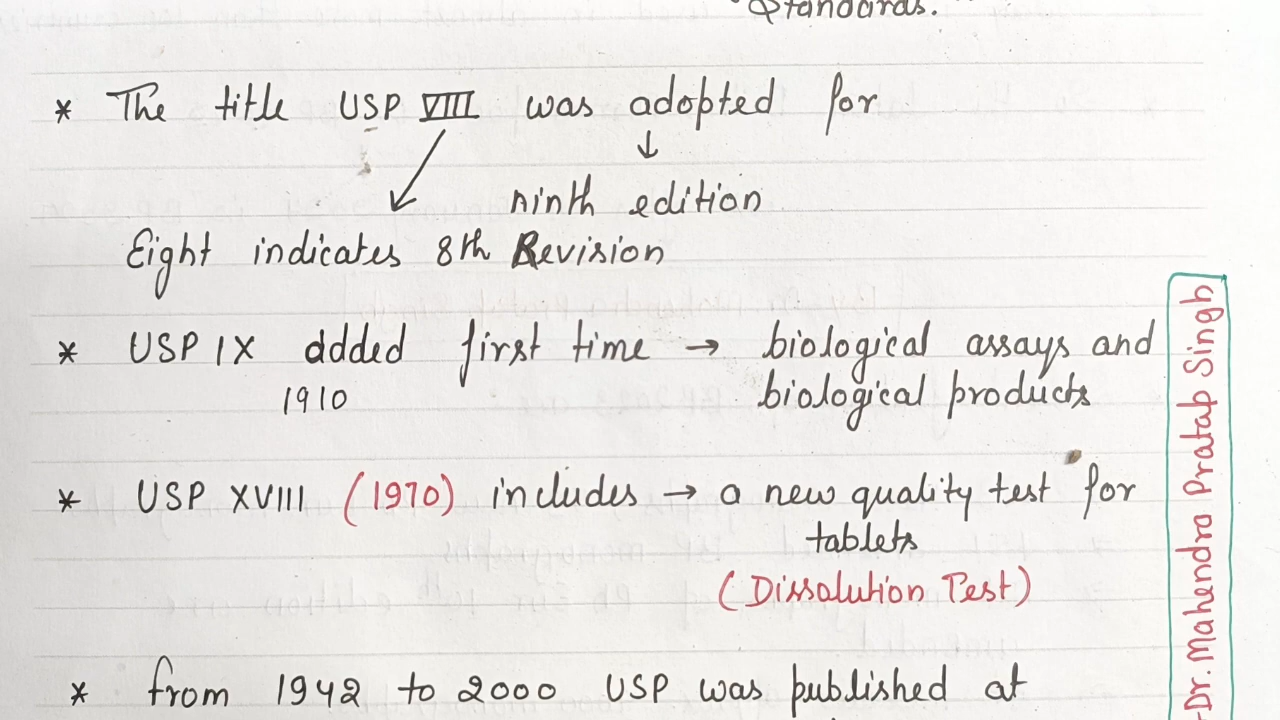 Standards.
* The title USP VIII was adopted for
↓
ninth edition
Eight indicates 8th Revision
* USP IX added first time → biological assays and
1910 biological products
* USP XVIII (1970) includes → a new quality test for
tablets
(Dissolution Test)
* from 1942 to 2000 USP was published at
-Dr. Mahendra Pratap Singh